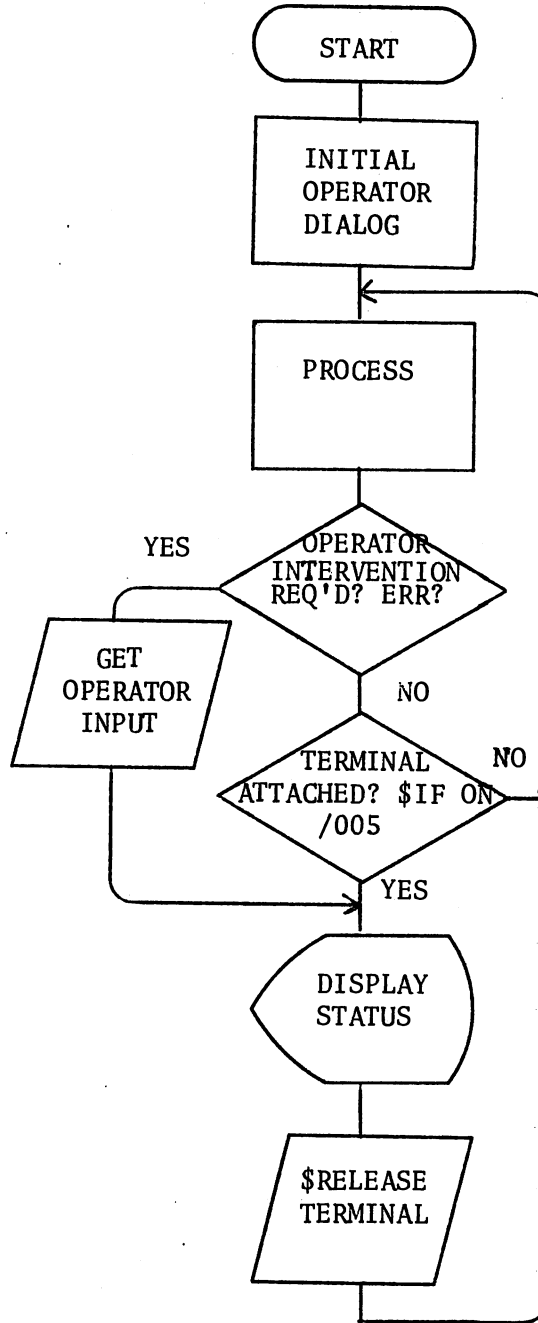 START
INITIAL
OPERATOR
DIALOG
PROCESS
YES
OPERATOR
INTERVENTION
REQ'D? ERR?
GET
OPERATOR
INPUT
NO
TERMINAL
ATTACHED? $IF ON
/005
NO
YES
DISPLAY
STATUS
$RELEASE
TERMINAL